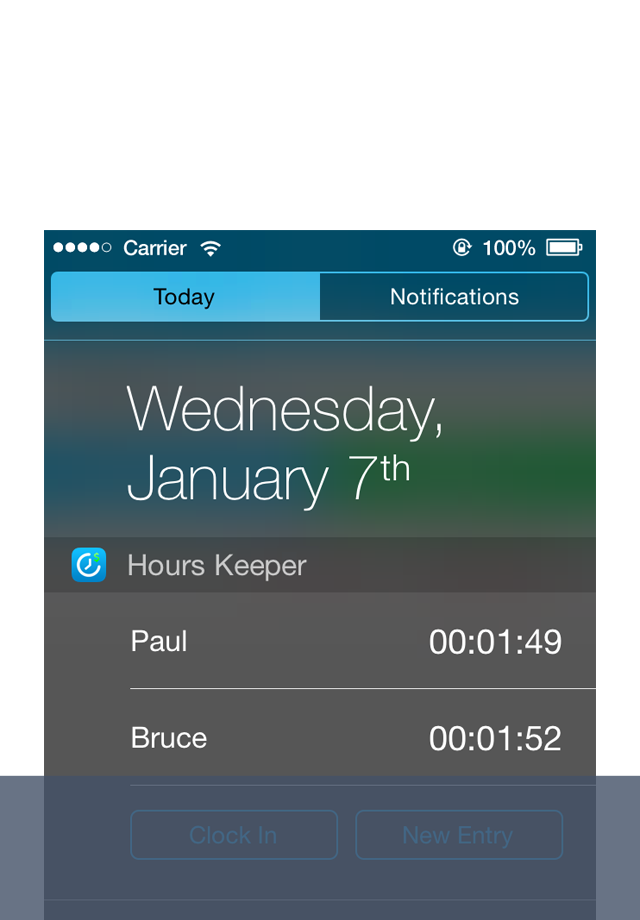 Carrier 100%
Today Notifications
Wednesday,
January 7th
Hours Keeper
Paul 00:01:49
Bruce 00:01:52
Clock In New Entry